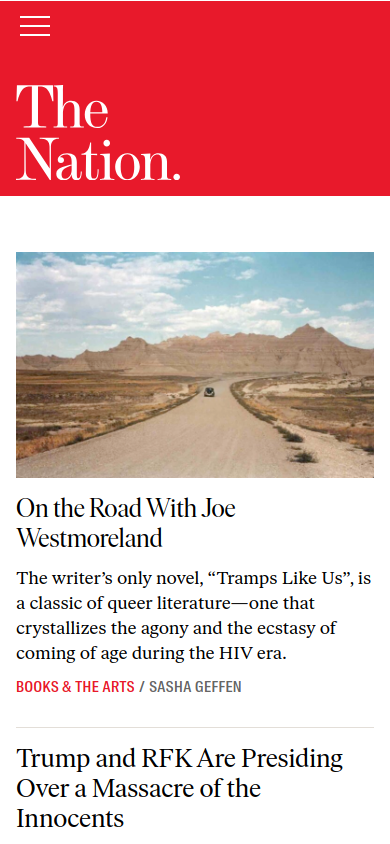 The
Nation.
On the Road With Joe
Westmoreland
The writer’s only novel, “Tramps Like Us”, is
a classic of queer literature—one that
crystallizes the agony and the ecstasy of
coming of age during the HIV era.
BOOKS & THE ARTS / SASHA GEFFEN
Trump and RFK Are Presiding
Over a Massacre of the
Innocents